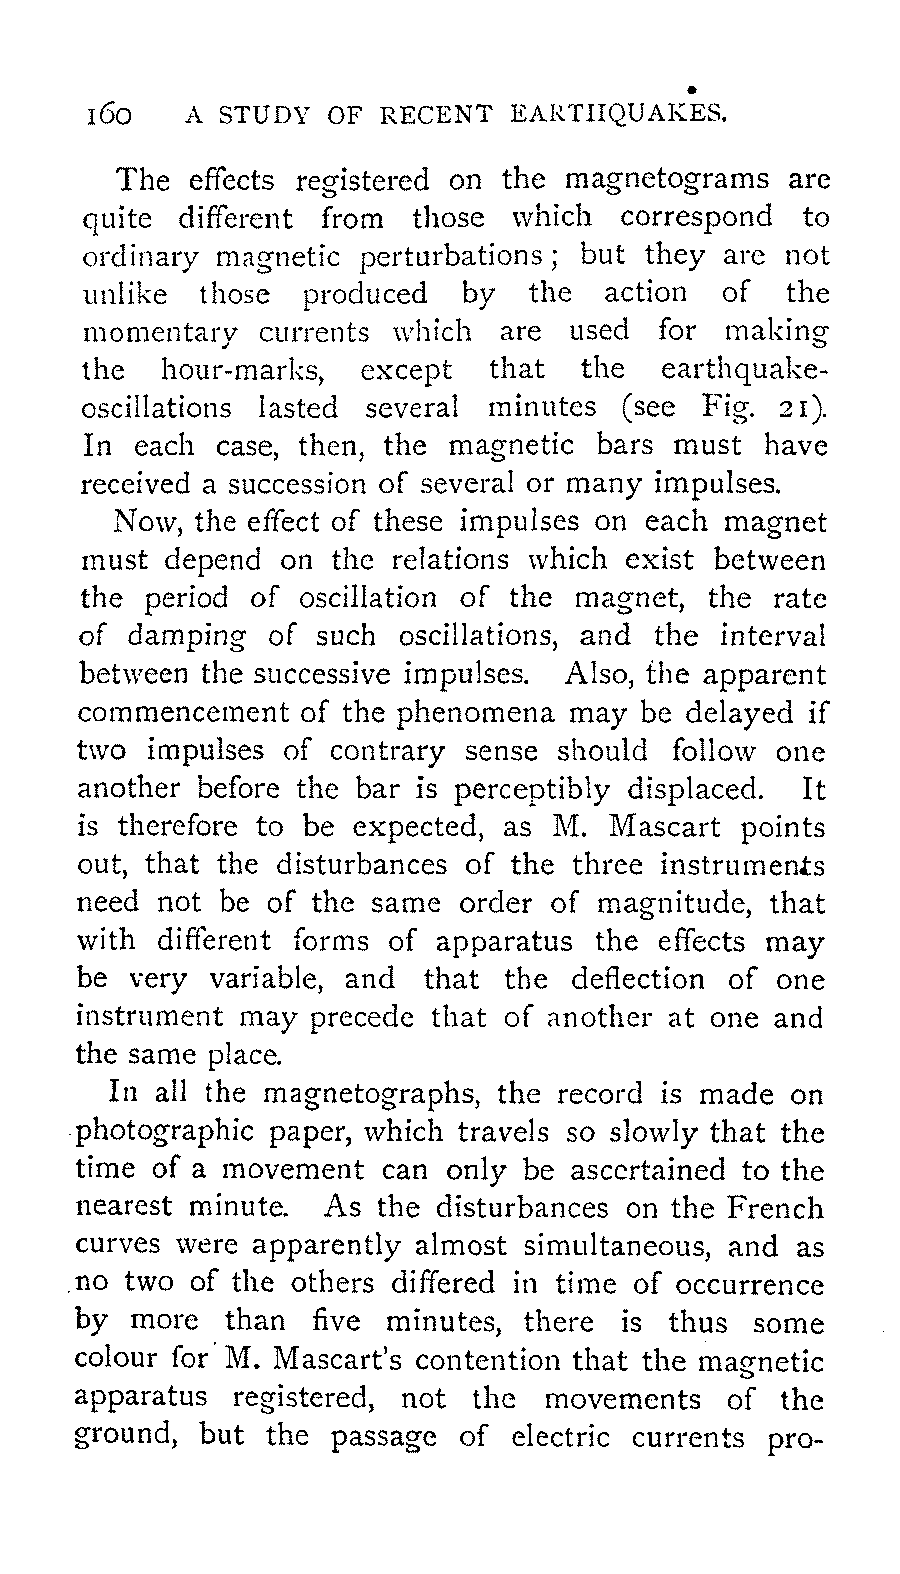 160 A STUDY OF RECENT EARTHQUAKES.
The effects registered on the magnetograms are
quite different from those which correspond to
ordinary magnetic perturbations; but they are not
unlike those produced by the action of the
momentary currents which are used for making
the hour-marks, except that the earthquake-
oscillations lasted several minutes (see Fig. 21).
In each case, then, the magnetic bars must have
received a succession of several or many impulses.
Now, the effect of these impulses on each magnet
must depend on the relations which exist between
the period of oscillation of the magnet, the rate
of damping of such oscillations, and the interval
between the successive impulses. Also, the apparent
commencement of the phenomena may be delayed if
two impulses of contrary sense should follow one
another before the bar is perceptibly displaced. It
is therefore to be expected, as M. Mascart points
out, that the disturbances of the three instruments
need not be of the same order of magnitude, that
with different forms of apparatus the effects may
be very variable, and that the deflection of one
instrument may precede that of another at one and
the same place.
In all the magnetographs, the record is made on
photographic paper, which travels so slowly that the
time of a movement can only be ascertained to the
nearest minute. As the disturbances on the French
curves were apparently almost simultaneous, and as
no two of the others differed in time of occurrence
by more than five minutes, there is thus some
colour for M. Mascart's contention that the magnetic
apparatus registered, not the movements of the
ground, but the passage of electric currents pro-